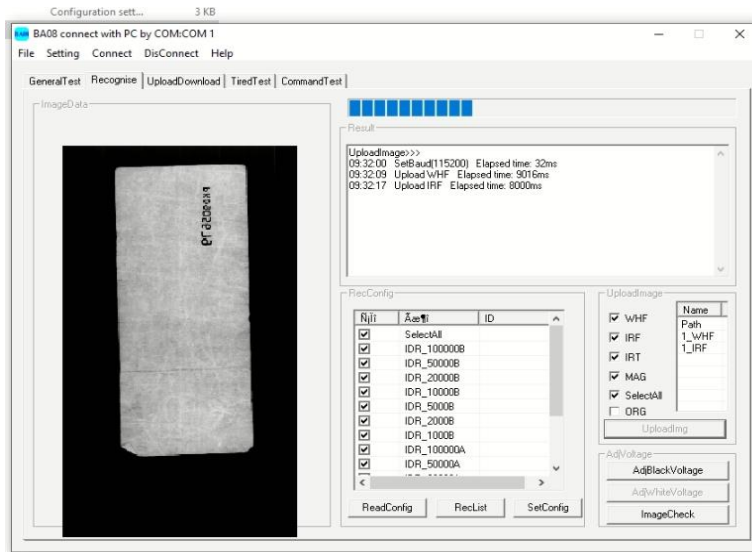 Configuration sett... 3 KB
BA08 connect with PC by COM:COM 1
File Setting Connect DisConnect Help
GeneralTest Recognise UploadDownload TiredTest CommandTest
ImageData
Result
UploadImage>>>
09:32:00 SetBaud(115200) Elapsed time: 32ms
09:32:09 Upload WHF Elapsed time: 9016ms
09:32:17 Upload IRF Elapsed time: 8000ms
RecConfig
ID
SelectAll
IDR_100000B
IDR_50000B
IDR_20000B
IDR_10000B
IDR_5000B
IDR_2000B
IDR_1000B
IDR_100000A
IDR_50000A
ReadConfig RecList SetConfig
UploadImage
WHF
IRF
IRT
MAG
SelectAll
ORG
Name
Path
1_WHF
1_IRF
UploadImg
AdjVoltage
AdjBlackVoltage
AdjWhiteVoltage
ImageCheck